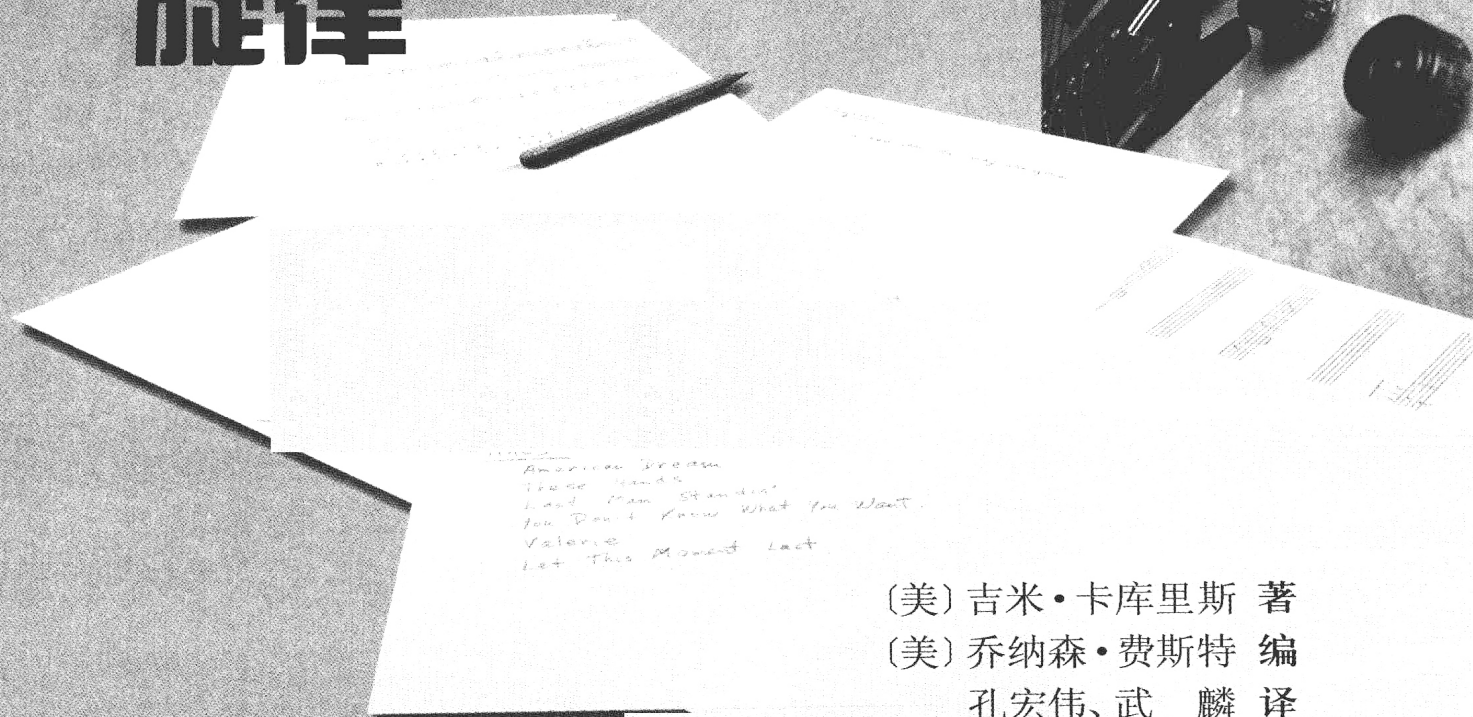 旋律
American Dream
These Hands
Last Man Standin'
You Don't Know What You Want
Valerie
Let This Moment Last
〔美〕吉米·卡库里斯 著
〔美〕乔纳森·费斯特 编
孔宏伟、武 麟 译